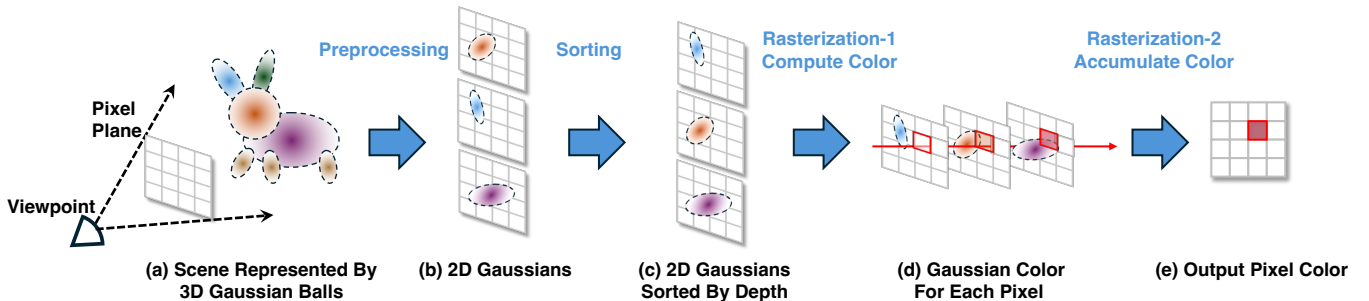 Preprocessing
Sorting
Rasterization-1
Compute Color
Rasterization-2
Accumulate Color
Pixel
Plane
Viewpoint
(a) Scene Represented By
3D Gaussian Balls
(b) 2D Gaussians
(c) 2D Gaussians
Sorted By Depth
(d) Gaussian Color
For Each Pixel
(e) Output Pixel Color